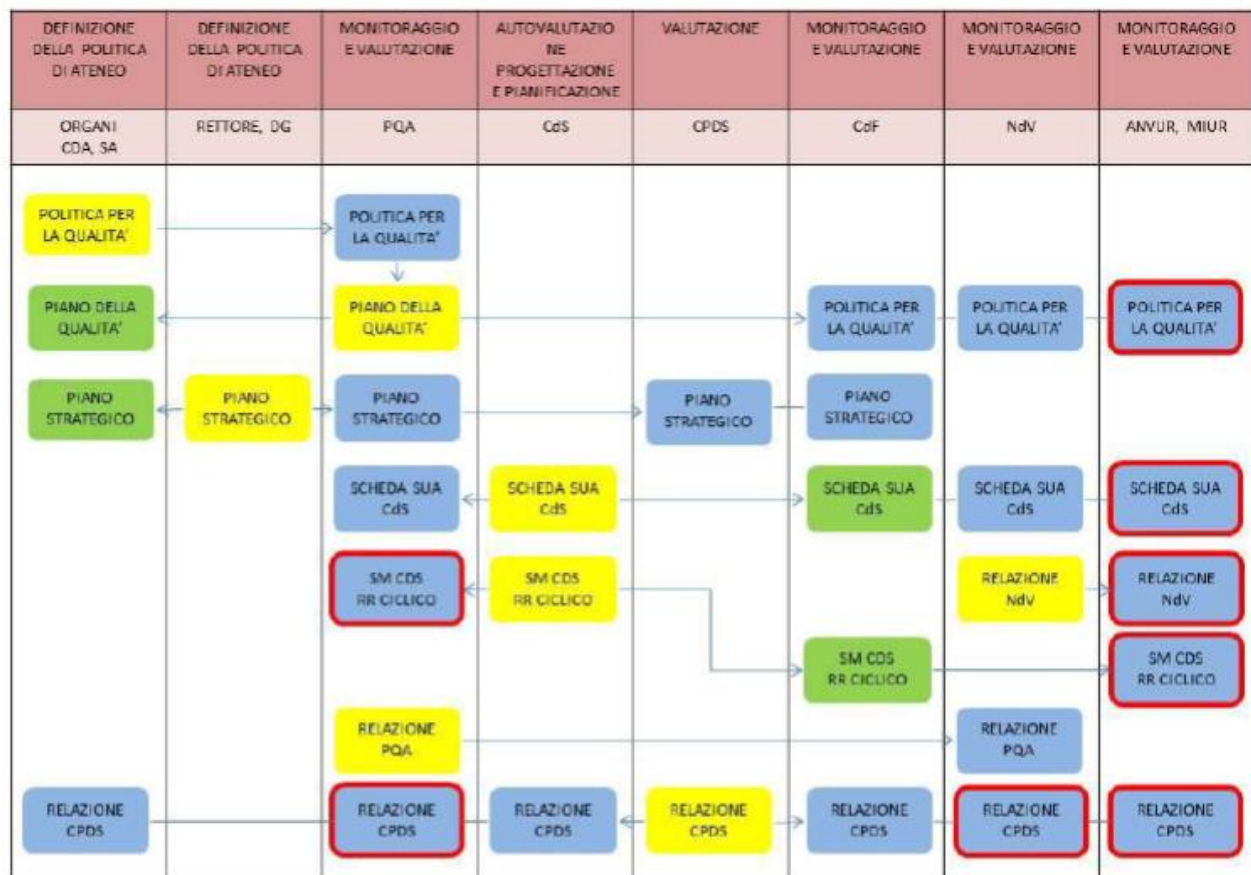 DEFINIZIONE
DELLA POLITICA
DI ATENEO
DEFINIZIONE
DELLA POLITICA
DI ATENEO
MONITORAGGIO
E VALUTAZIONE
AUTOVALUTAZIO
NE
PROGETTAZIONE
E PIANIFICAZIONE
VALUTAZIONE
MONITORAGGIO
E VALUTAZIONE
MONITORAGGIO
E VALUTAZIONE
MONITORAGGIO
E VALUTAZIONE
ORGANI
CDA, SA
RETTORE, DG
PQA
CdS
CPDS
CdF
NdV
ANVUR, MIUR
POLITICA PER
LA QUALITA'
POLITICA PER
LA QUALITA'
PIANO DELLA
QUALITA'
PIANO DELLA
QUALITA'
POLITICA PER
LA QUALITA'
POLITICA PER
LA QUALITA'
POLITICA PER
LA QUALITA'
PIANO
STRATEGICO
PIANO
STRATEGICO
PIANO
STRATEGICO
PIANO
STRATEGICO
PIANO
STRATEGICO
SCHEDA SUA
CdS
SCHEDA SUA
CdS
SCHEDA SUA
CdS
SCHEDA SUA
CdS
SCHEDA SUA
CdS
SM CDS
RR CICLICO
SM CDS
RR CICLICO
RELAZIONE
NdV
RELAZIONE
NdV
SM CDS
RR CICLICO
SM CDS
RR CICLICO
RELAZIONE
PQA
RELAZIONE
PQA
RELAZIONE
CPDS
RELAZIONE
CPDS
RELAZIONE
CPDS
RELAZIONE
CPDS
RELAZIONE
CPDS
RELAZIONE
CPDS
RELAZIONE
CPDS